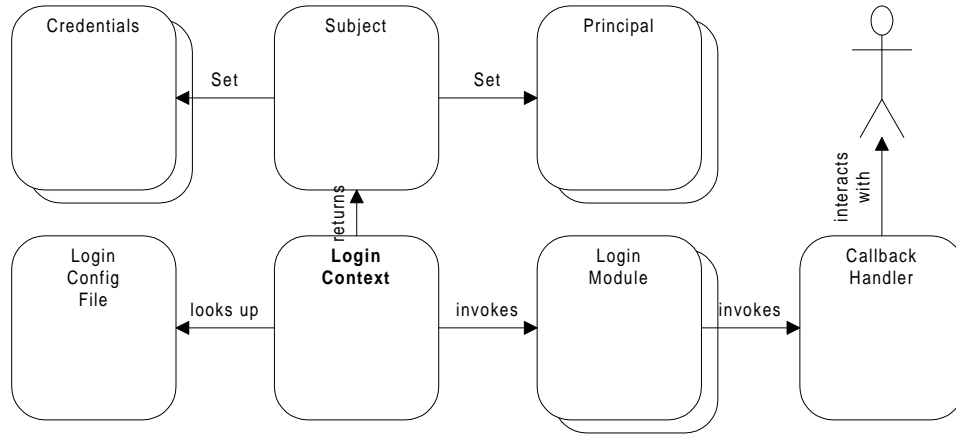 Credentials
Subject
Principal
Set
Set
returns
interacts
with
Login
Config
File
Login
Context
Login
Module
Callback
Handler
looks up
invokes
invokes